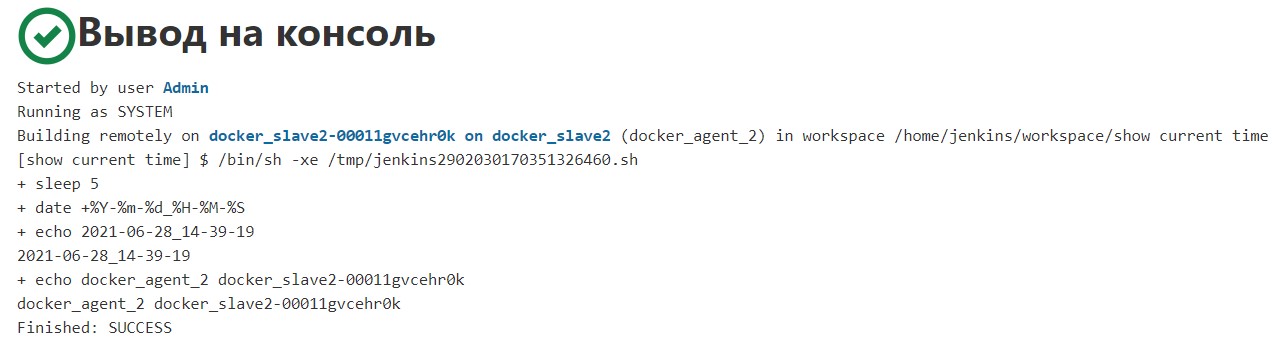 Вывод на консоль
Started by user Admin
Running as SYSTEM
Building remotely on docker_slave2-00011gvcehr0k on docker_slave2 (docker_agent_2) in workspace /home/jenkins/workspace/show current time
[show current time] $ /bin/sh -xe /tmp/jenkins2902030170351326460.sh
+ sleep 5
+ date +%Y-%m-%d_%H-%M-%S
+ echo 2021-06-28_14-39-19
2021-06-28_14-39-19
+ echo docker_agent_2 docker_slave2-00011gvcehr0k
docker_agent_2 docker_slave2-00011gvcehr0k
Finished: SUCCESS